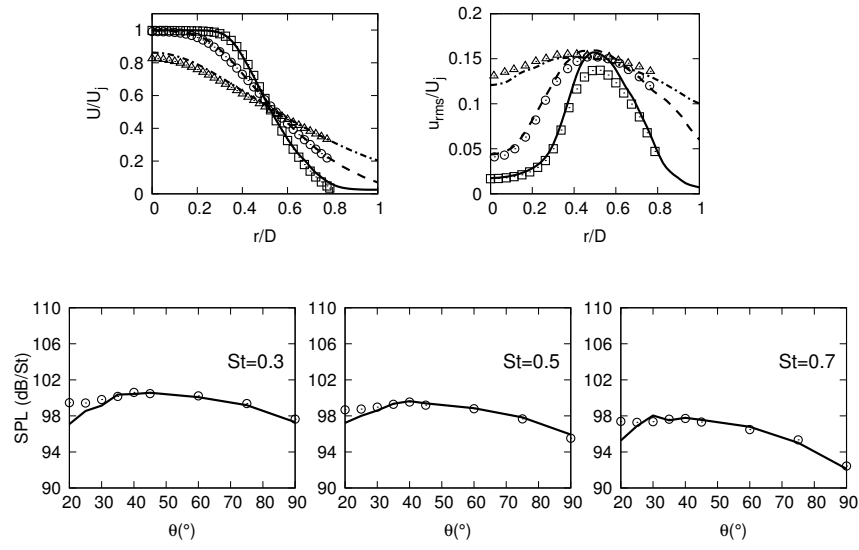 1
0.8
0.6
0.4
0.2
0
U/U_j
0 0.2 0.4 0.6 0.8 1
r/D
0.2
0.15
0.1
0.05
0
u_rms/U_j
0 0.2 0.4 0.6 0.8 1
r/D
110
106
102
98
94
90
SPL (dB/St)
St=0.3
20 30 40 50 60 70 80 90
θ(°)
110
106
102
98
94
90
St=0.5
20 30 40 50 60 70 80 90
θ(°)
110
106
102
98
94
90
St=0.7
20 30 40 50 60 70 80 90
θ(°)